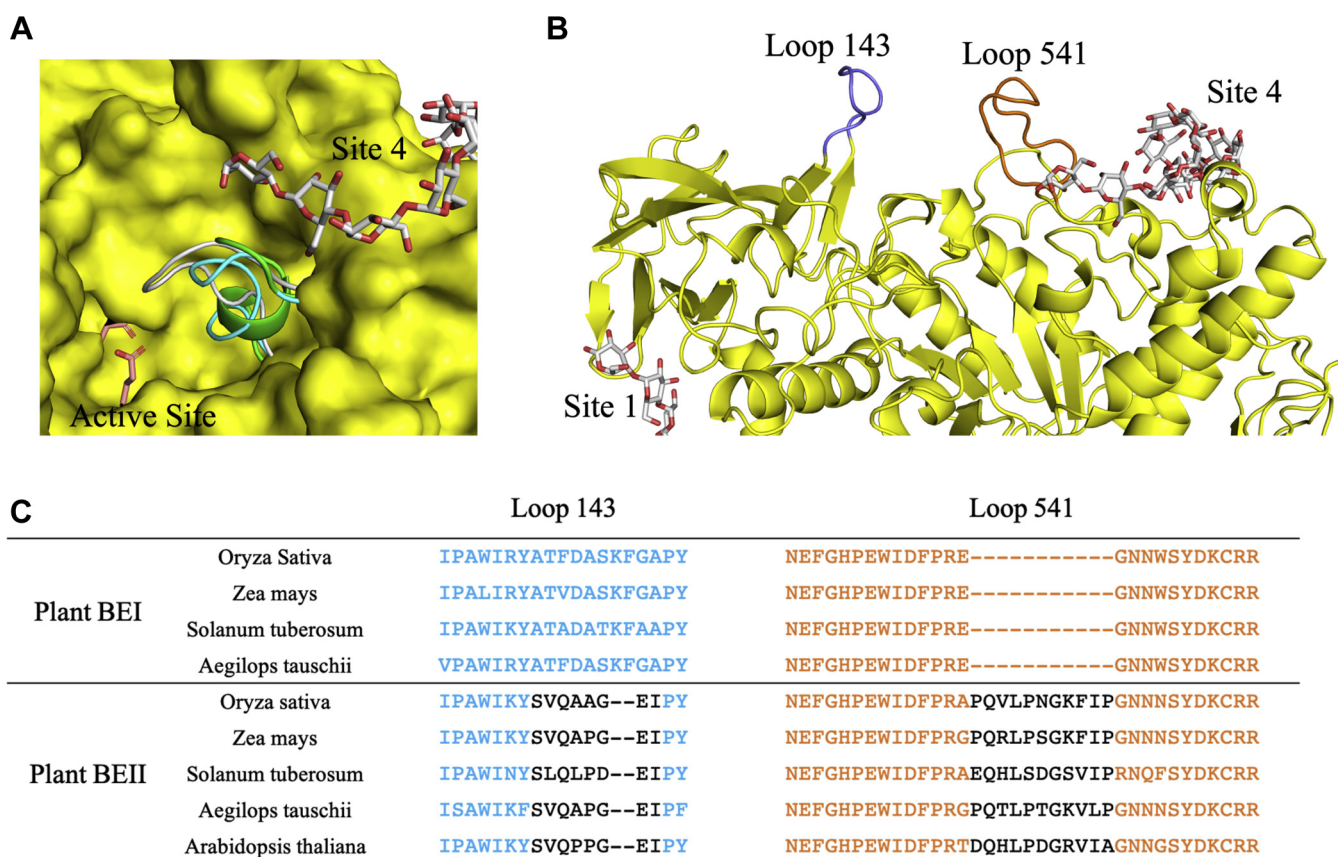 A
B
Loop 143
Loop 541
Site 4
Site 4
Active Site
Site 1
C
Loop 143 Loop 541
Plant BEI
Oryza Sativa IPAWIRYATFDASKFGAPY NEFGHPEWIDFPRE-----------GNNWSYDKCRR
Zea mays IPALIRYATVDASKFGAPY NEFGHPEWIDFPRE-----------GNNWSYDKCRR
Solanum tuberosum IPAWIKYATADATKFAAPY NEFGHPEWIDFPRE-----------GNNWSYDKCRR
Aegilops tauschii VPAWIRYATFDASKFGAPY NEFGHPEWIDFPRE-----------GNNWSYDKCRR
Plant BEII
Oryza sativa IPAWIKYSVQAAG--EIPY NEFGHPEWIDFPRAPQVLPNGKFIPGNNNSYDKCRR
Zea mays IPAWIKYSVQAPG--EIPY NEFGHPEWIDFPRGPQRLPSGKFIPGNNNSYDKCRR
Solanum tuberosum IPAWINYSLQLPD--EIPY NEFGHPEWIDFPRAEQHLSDGSVIPRNQFSYDKCRR
Aegilops tauschii ISAWIKFSVQAPG--EIPF NEFGHPEWIDFPRGPQTLPTGKVLPGNNNSYDKCRR
Arabidopsis thaliana IPAWIKYSVQPPG--EIPY NEFGHPEWIDFPRTDQHLPDGRVIAGNNGSYDKCRR